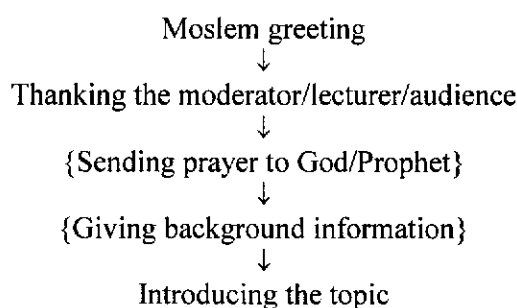 Moslem greeting
↓
Thanking the moderator/lecturer/audience
↓
{Sending prayer to God/Prophet}
↓
{Giving background information}
↓
Introducing the topic